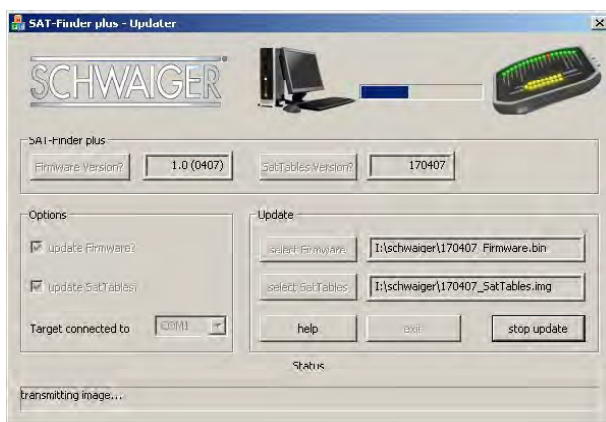 SAT-Finder plus - Updater
SCHWAIGER
SAT-Finder plus
Firmware Version?
1.0 (0407)
SatTables Version?
170407
Options
update Firmware?
update SatTables?
Target connected to
COM1
Update
select Firmware
I:\schwaiger\170407_Firmware.bin
select SatTables
I:\schwaiger\170407_SatTables.img
help
exit
stop update
Status
transmitting image...